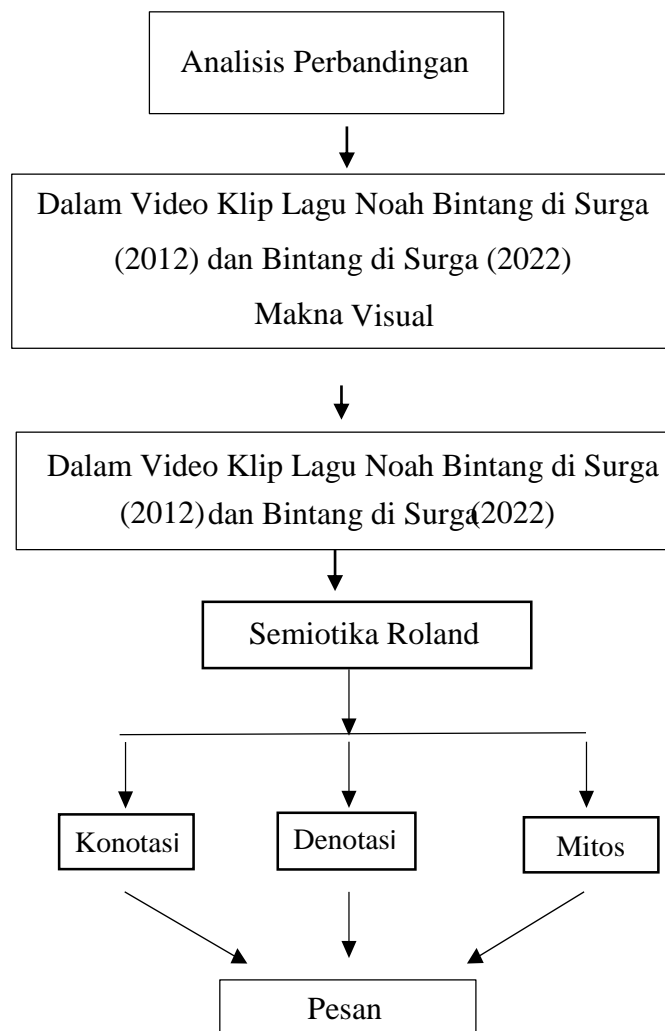 Analisis Perbandingan
Dalam Video Klip Lagu Noah Bintang di Surga
(2012) dan Bintang di Surga (2022)
Makna Visual
Dalam Video Klip Lagu Noah Bintang di Surga
(2012) dan Bintang di Surga (2022)
Semiotika Roland
Konotasi
Denotasi
Mitos
Pesan